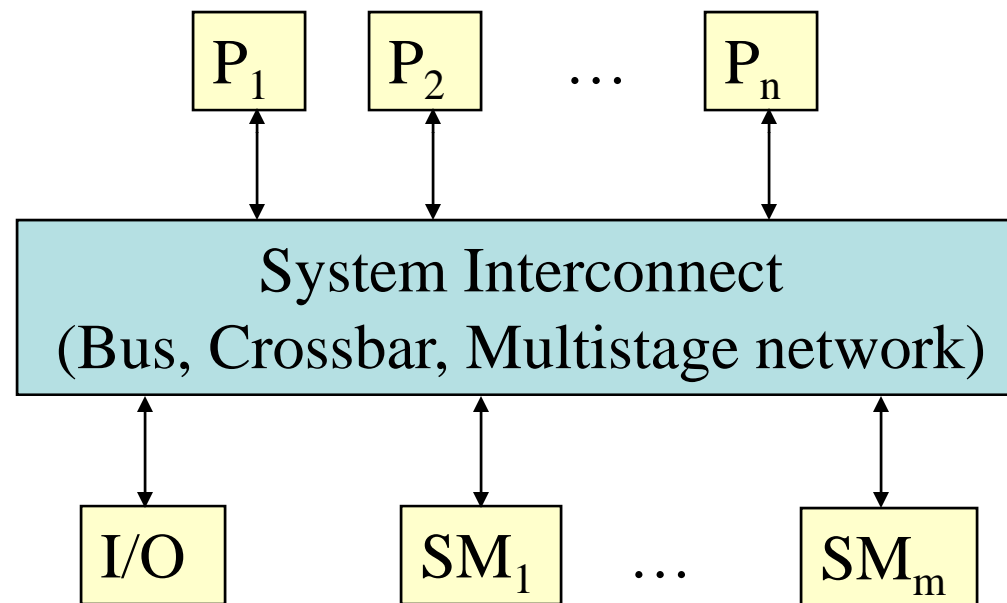 P₁ P₂ … Pₙ
System Interconnect
(Bus, Crossbar, Multistage network)
I/O SM₁ … SMₘ